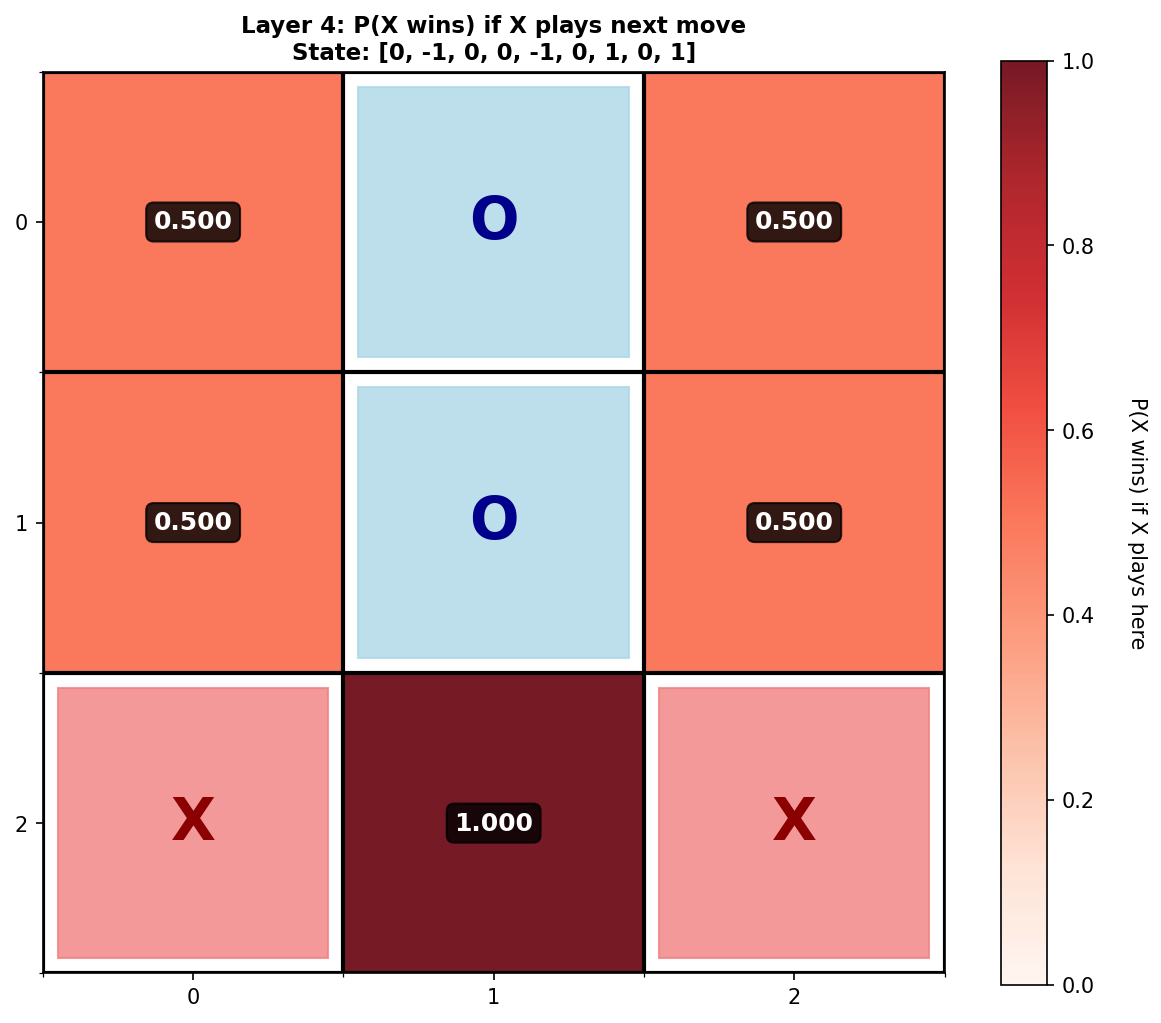 Layer 4: P(X wins) if X plays next move
State: [0, -1, 0, 0, -1, 0, 1, 0, 1]
0.500 O 0.500
0.500 O 0.500
X 1.000 X
0
1
2
0 1 2
1.0
0.8
0.6
0.4
0.2
0.0
P(X wins) if X plays here